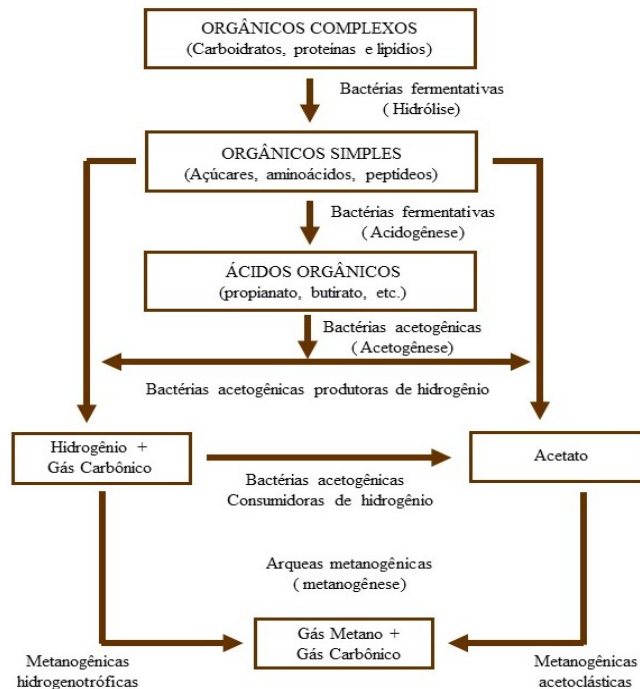 ORGÂNICOS COMPLEXOS
(Carboidratos, proteínas e lipídios)
Bactérias fermentativas
( Hidrólise)
ORGÂNICOS SIMPLES
(Açúcares, aminoácidos, peptídeos)
Bactérias fermentativas
(Acidogênese)
ÁCIDOS ORGÂNICOS
(propianato, butirato, etc.)
Bactérias acetogênicas
(Acetogênese)
Bactérias acetogênicas produtoras de hidrogênio
Hidrogênio +
Gás Carbônico
Acetato
Bactérias acetogênicas
Consumidoras de hidrogênio
Arqueas metanogênicas
( metanogênese)
Gás Metano +
Gás Carbônico
Metanogênicas
hidrogenotróficas
Metanogênicas
acetoclásticas